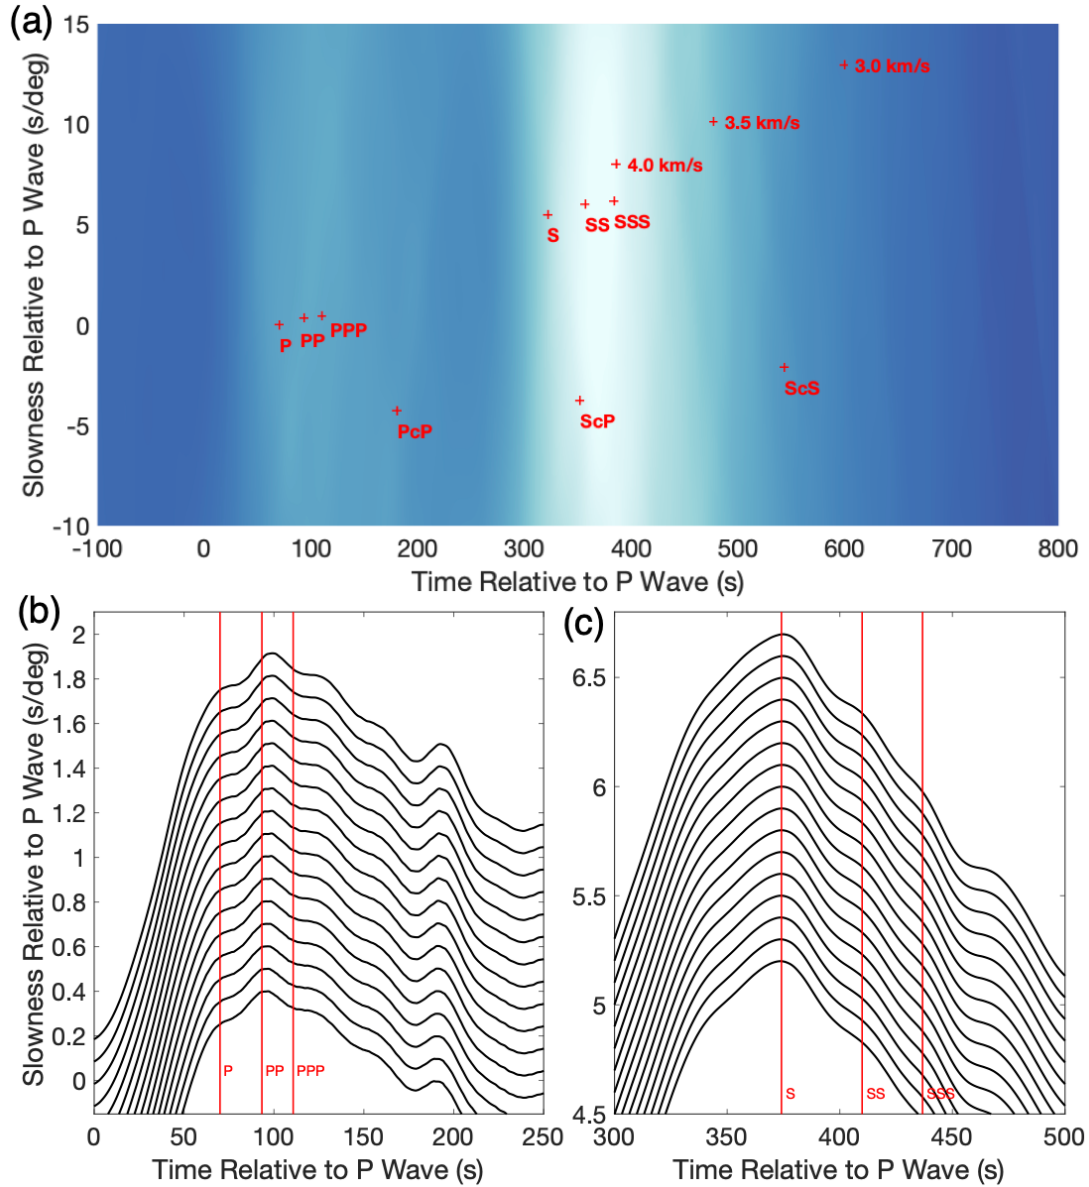 (a)
Slowness Relative to P Wave (s/deg)
15
10
5
0
-5
-10
3.0 km/s
3.5 km/s
4.0 km/s
S
SS
SSS
P
PP
PPP
PcP
ScP
ScS
-100
0
100
200
300
400
500
600
700
800
Time Relative to P Wave (s)
(b)
Slowness Relative to P Wave (s/deg)
2
1.8
1.6
1.4
1.2
1
0.8
0.6
0.4
0.2
0
P
PP
PPP
0
50
100
150
200
250
Time Relative to P Wave (s)
(c)
6.5
6
5.5
5
4.5
S
SS
SSS
300
350
400
450
500
Time Relative to P Wave (s)